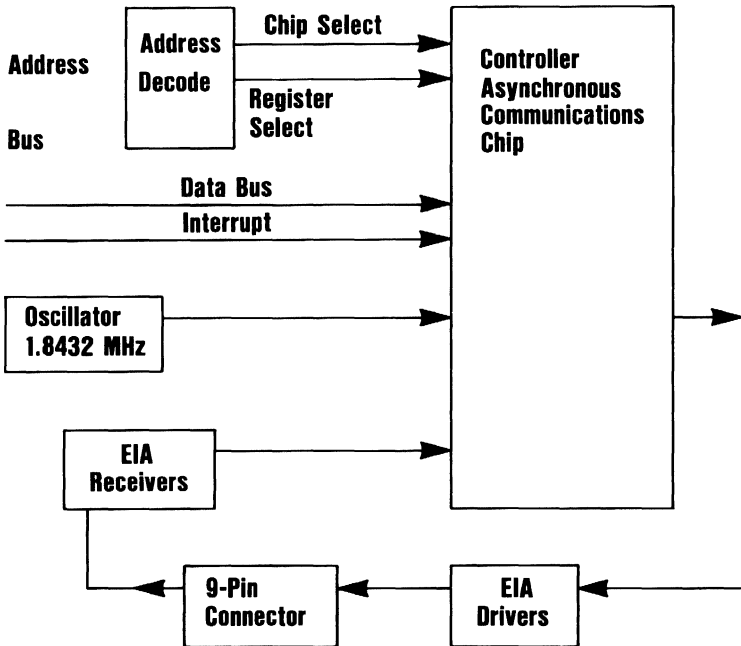 Address
Bus
Address
Decode
Chip Select
Register
Select
Controller
Asynchronous
Communications
Chip
Data Bus
Interrupt
Oscillator
1.8432 MHz
EIA
Receivers
9-Pin
Connector
EIA
Drivers